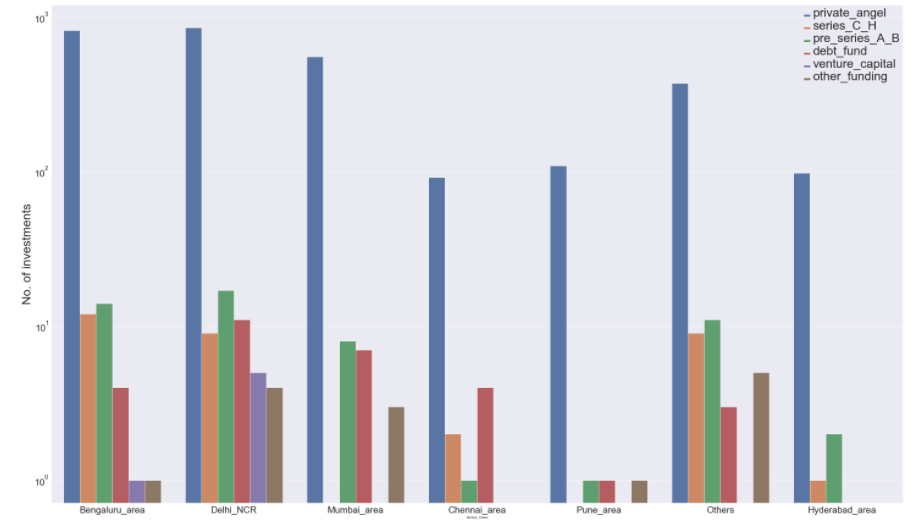 10³
10²
10¹
10⁰
No. of investments
private_angel
series_C_H
pre_series_A_B
debt_fund
venture_capital
other_funding
Bengaluru_area Delhi_NCR Mumbai_area Chennai_area Pune_area Others Hyderabad_area